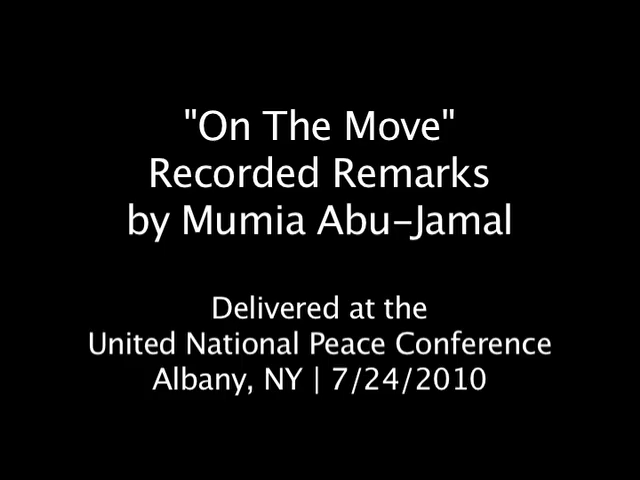 "On The Move"
Recorded Remarks
by Mumia Abu-Jamal
Delivered at the
United National Peace Conference
Albany, NY | 7/24/2010